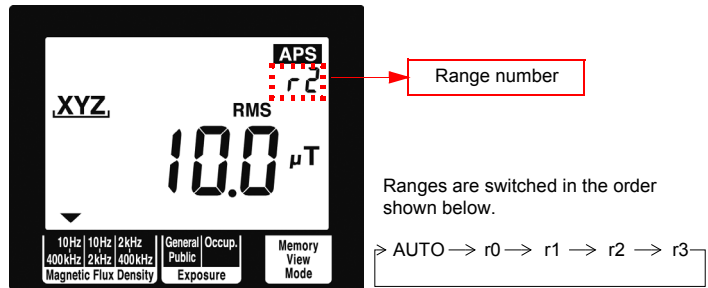 APS
r2
Range number
XYZ
RMS
10.0 µT
Ranges are switched in the order
shown below.
AUTO → r0 → r1 → r2 → r3
10Hz 10Hz 2kHz General Occup. Memory
400kHz 2kHz 400kHz Public View
Magnetic Flux Density Exposure Mode